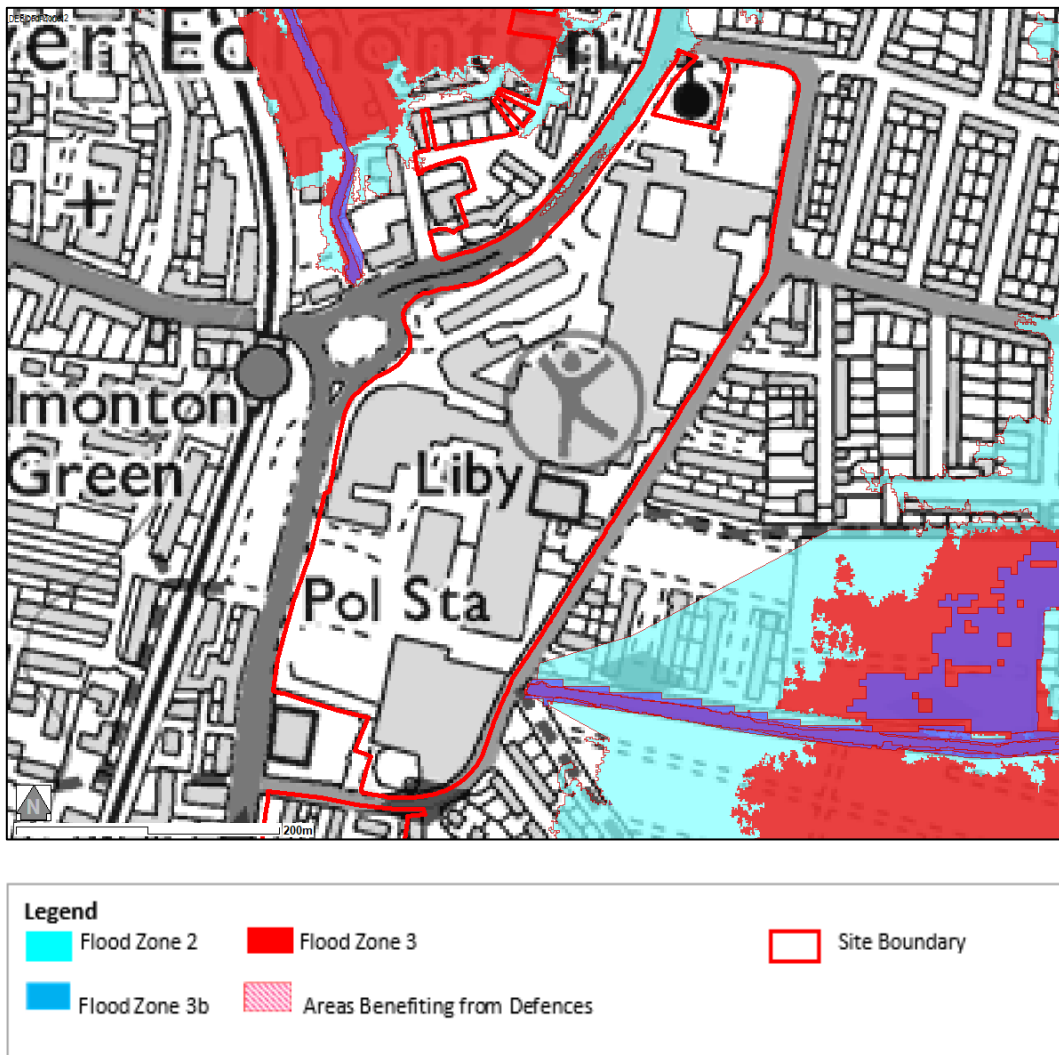 er Edmonton
lmonton
Green
Liby
Pol Sta
N
200m
Legend
Flood Zone 2
Flood Zone 3
Site Boundary
Flood Zone 3b
Areas Benefiting from Defences